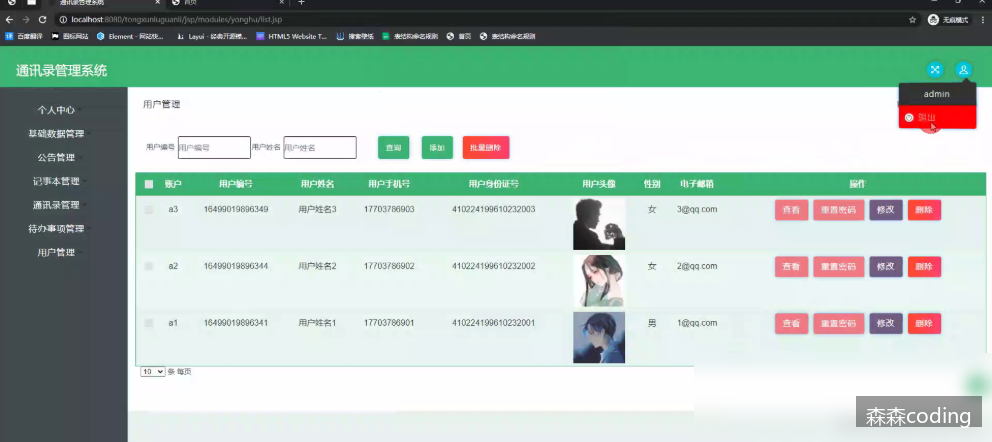 通讯录管理系统
首页
localhost:8080/tongxunluguanli/jsp/modules/yonghu/list.jsp
无痕模式
百度翻译 图标网站 Element - 网站快... Layui - 经典开源模... HTML5 Website T... 搜索壁纸 表结构命名规则 首页 表结构命名规则
通讯录管理系统
admin
退出
个人中心
基础数据管理
公告管理
记事本管理
通讯录管理
待办事项管理
用户管理
用户管理
用户编号 用户编号 用户姓名 用户姓名 查询 添加 批量删除
账户 用户编号 用户姓名 用户手机号 用户身份证号 用户头像 性别 电子邮箱 操作
a3 16499019896349 用户姓名3 17703786903 410224199610232003 女 3@qq.com 查看 重置密码 修改 删除
a2 16499019896344 用户姓名2 17703786902 410224199610232002 女 2@qq.com 查看 重置密码 修改 删除
a1 16499019896341 用户姓名1 17703786901 410224199610232001 男 1@qq.com 查看 重置密码 修改 删除
10 条 每页
森森coding